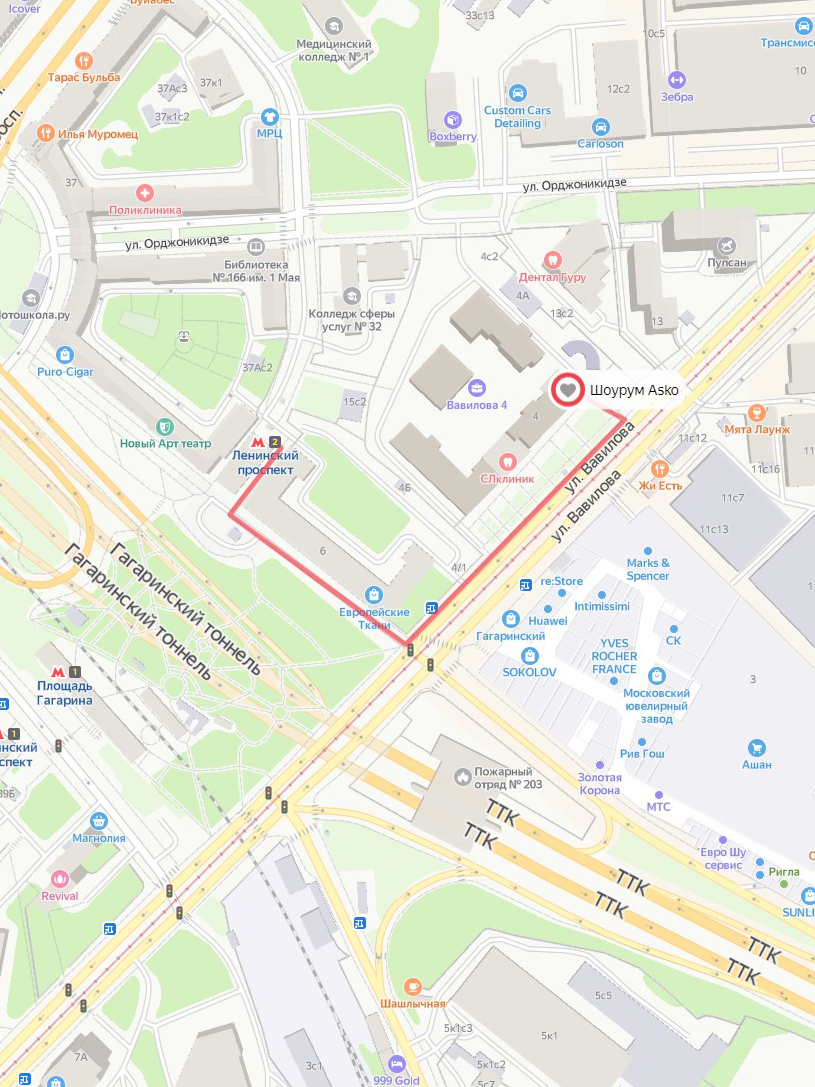 Icover
Буйабес
33с13
10с5
Трансмисс
Медицинский
колледж № 1
Тарас Бульба
37к1
37Ас3
10
12с2
Зебра
37к1с2
Custom Cars
Detailing
МРЦ
Илья Муромец
Boxberry
Carloson
37
Поликлиника
ул. Орджоникидзе
ул. Орджоникидзе
Библиотека
№ 166 им. 1 Мая
4с2
Дентал Гуру
Пупсан
4А
Колледж сферы
услуг № 32
13с2
13
Puro-Cigar
37Ас2
Шоурум Asko
15с2
Вавилова 4
4
Мята Лаунж
Новый Арт театр
11с12
2
Ленинский
проспект
ул. Вавилова
СЛклиник
Жи Есть
11с16
4Б
11с7
ул. Вавилова
11с13
6
Гагаринский тоннель
Гагаринский тоннель
4/1
Marks &
Spencer
re:Store
Intimissimi
Европейские
Ткани
Huawei
Гагаринский
СК
YVES
ROCHER
FRANCE
SOKOLOV
1
Площадь
Гагарина
Московский
ювелирный
завод
3
1
Рив Гош
Ашан
Пожарный
отряд № 203
Золотая
Корона
39Б
ТТК
МТС
Магнолия
ТТК
Евро Шу
сервис
Ригла
ТТК
Revival
ТТК
SUNLI
ТТК
ТТК
Шашлычная
5с5
5к1с3
5к1
7А
3с1
5к1с2
999 Gold
5с7